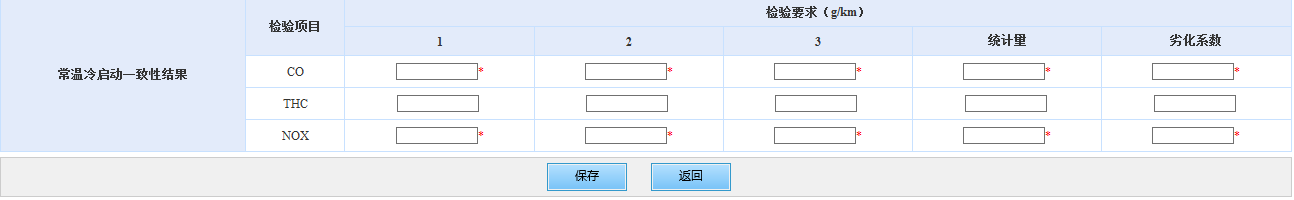 检验项目
检验要求（g/km）
1 2 3 统计量 劣化系数
常温冷启动一致性结果
CO * * * * *
THC
NOX * * * * *
保存 返回